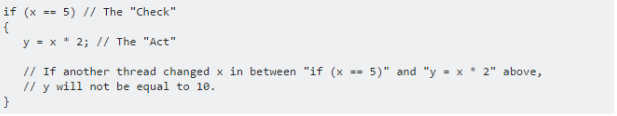 if (x == 5) // The "Check"
{
   y = x * 2; // The "Act"

   // If another thread changed x in between "if (x == 5)" and "y = x * 2" above,
   // y will not be equal to 10.
}